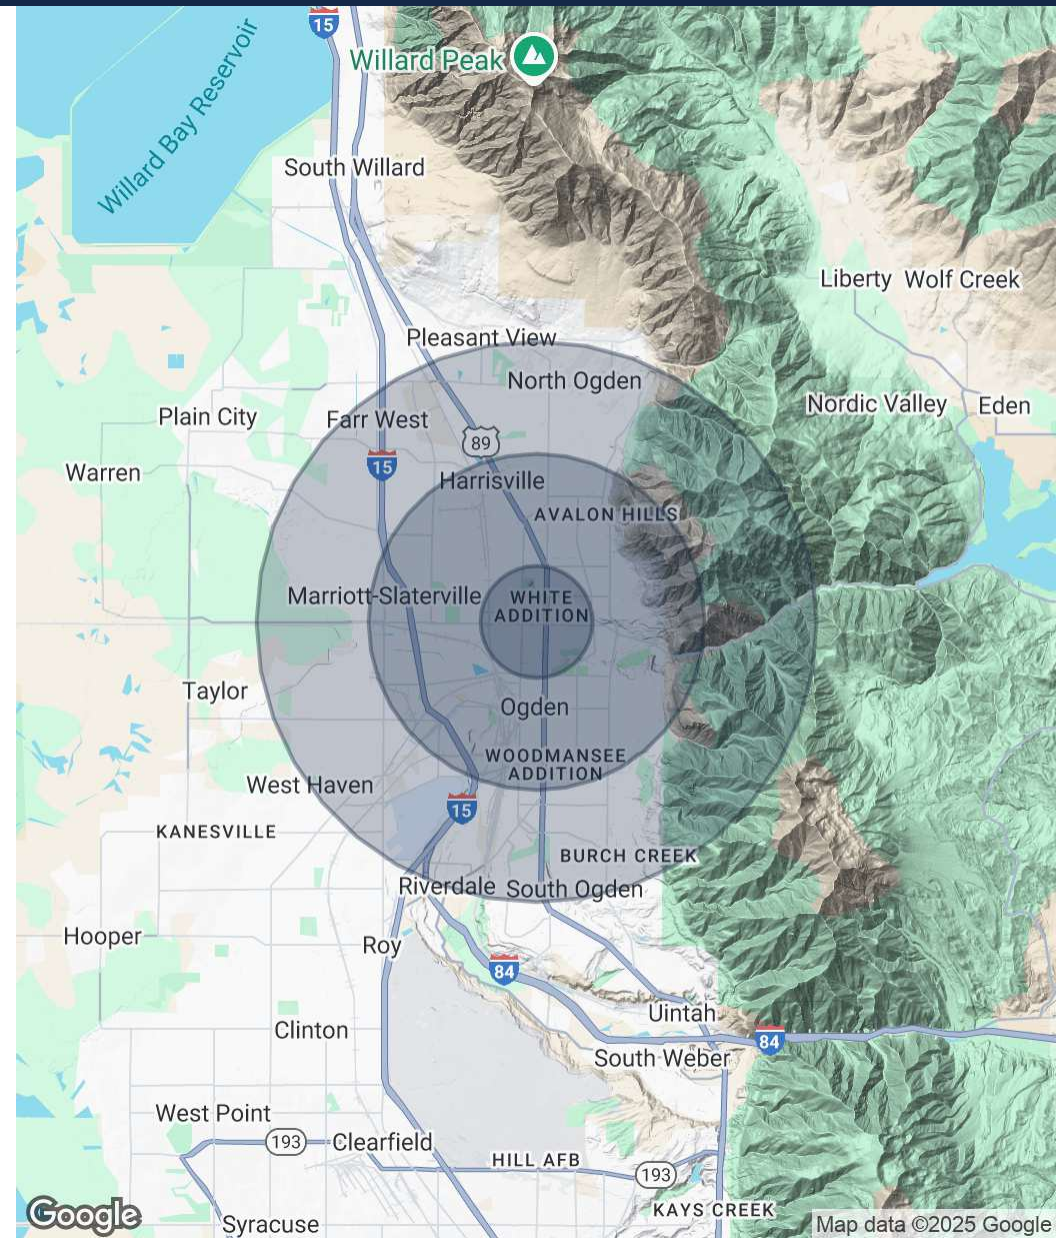 15
Willard Peak
Willard Bay Reservoir
South Willard
Liberty
Wolf Creek
Pleasant View
North Ogden
Nordic Valley
Eden
Plain City
Farr West
89
15
Warren
Harrisville
AVALON HILLS
Marriott-Slaterville
WHITE
ADDITION
Taylor
Ogden
WOODMANSEE
ADDITION
West Haven
15
KANESVILLE
BURCH CREEK
Riverdale
South Ogden
Hooper
Roy
84
Uintah
Clinton
84
South Weber
West Point
193
Clearfield
HILL AFB
193
KAYS CREEK
Google
Syracuse
Map data ©2025 Google